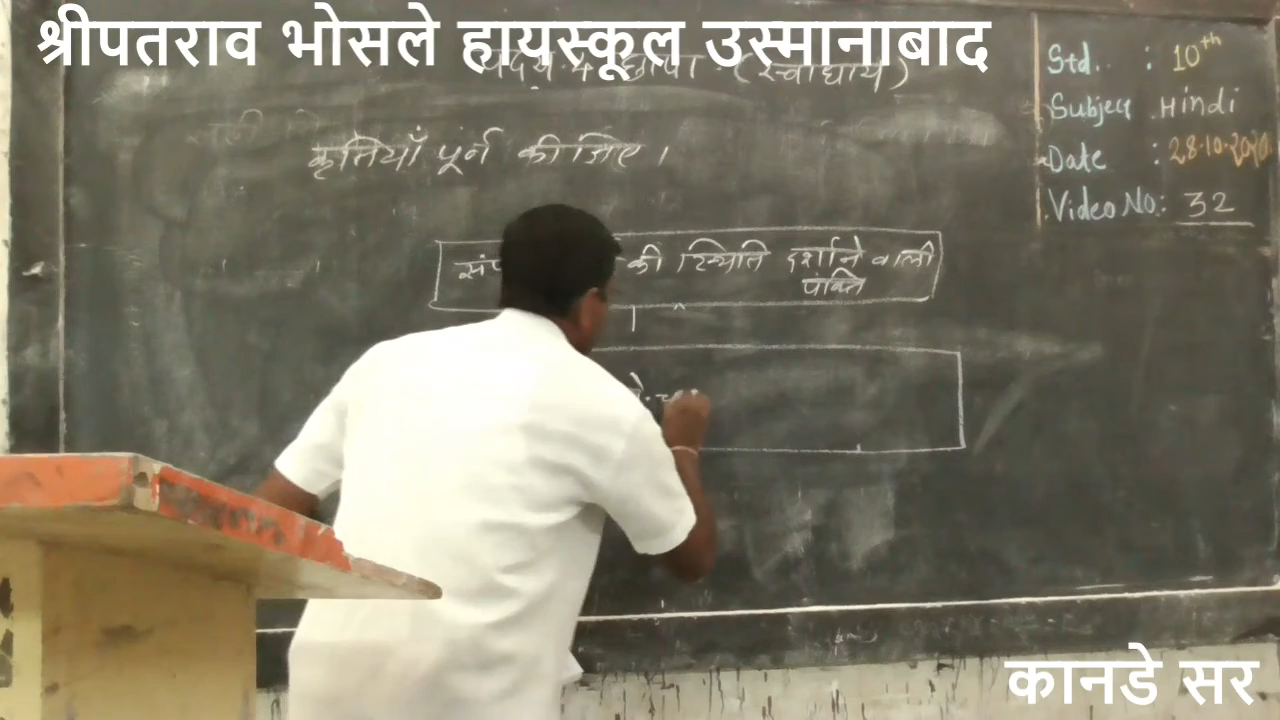 श्रीपतराव भोसले हायस्कूल उस्मानाबाद
छापा - (स्वाध्याय)
Std. : 10th
Subject Hindi
Date : 28.10.2020
Video No: 32
कृतियाँ पूर्न कीजिए।
की स्थिति दर्शाने वाली
पंक्ति
कानडे सर